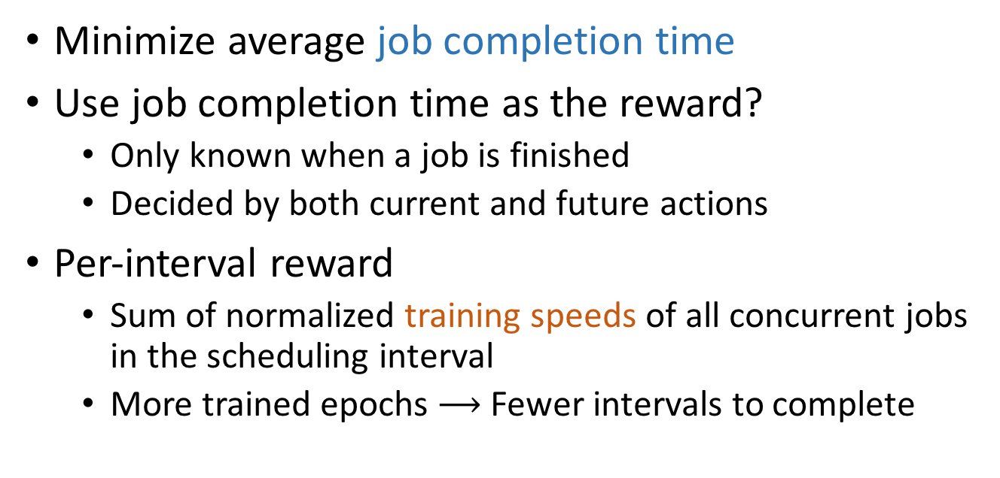 • Minimize average job completion time
• Use job completion time as the reward?
• Only known when a job is finished
• Decided by both current and future actions
• Per-interval reward
• Sum of normalized training speeds of all concurrent jobs
in the scheduling interval
• More trained epochs ⟶ Fewer intervals to complete